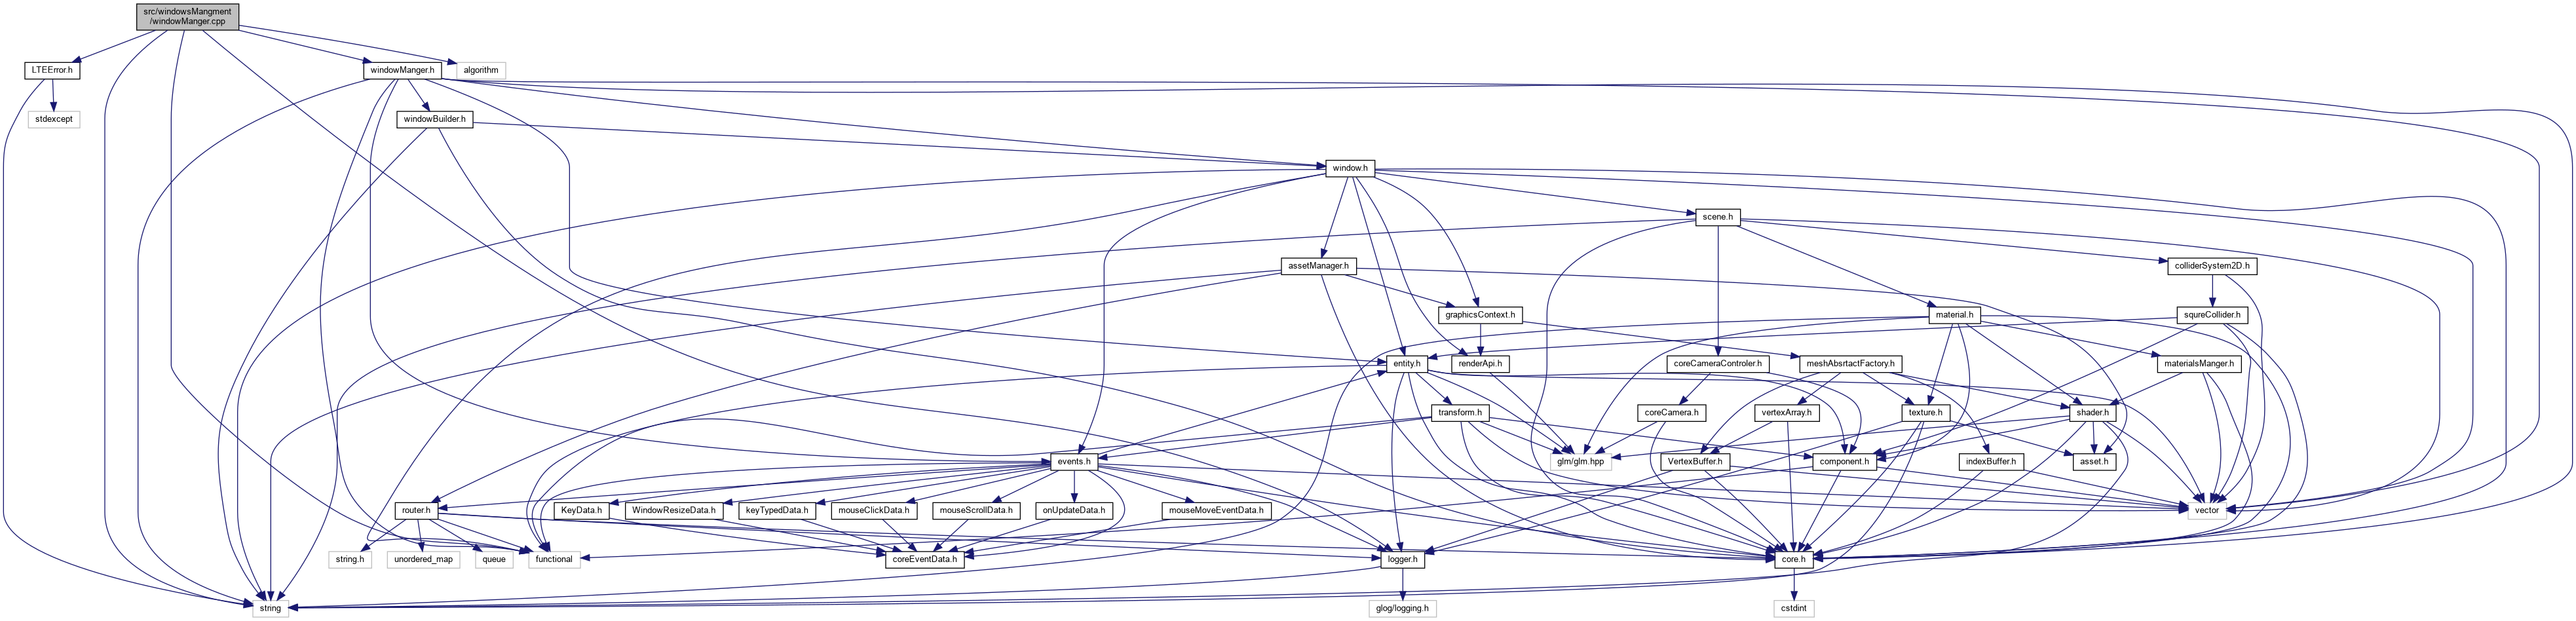 src/windowsMangment
/windowManger.cpp
LTEError.h
windowManger.h
algorithm
stdexcept
windowBuilder.h
window.h
scene.h
assetManager.h
colliderSystem2D.h
graphicsContext.h
material.h
squreCollider.h
entity.h
renderApi.h
coreCameraControler.h
meshAbsrtactFactory.h
materialsManger.h
transform.h
coreCamera.h
vertexArray.h
texture.h
shader.h
events.h
glm/glm.hpp
VertexBuffer.h
component.h
indexBuffer.h
asset.h
router.h
KeyData.h
WindowResizeData.h
keyTypedData.h
mouseClickData.h
mouseScrollData.h
onUpdateData.h
mouseMoveEventData.h
vector
string.h
unordered_map
queue
functional
coreEventData.h
logger.h
core.h
string
glog/logging.h
cstdint